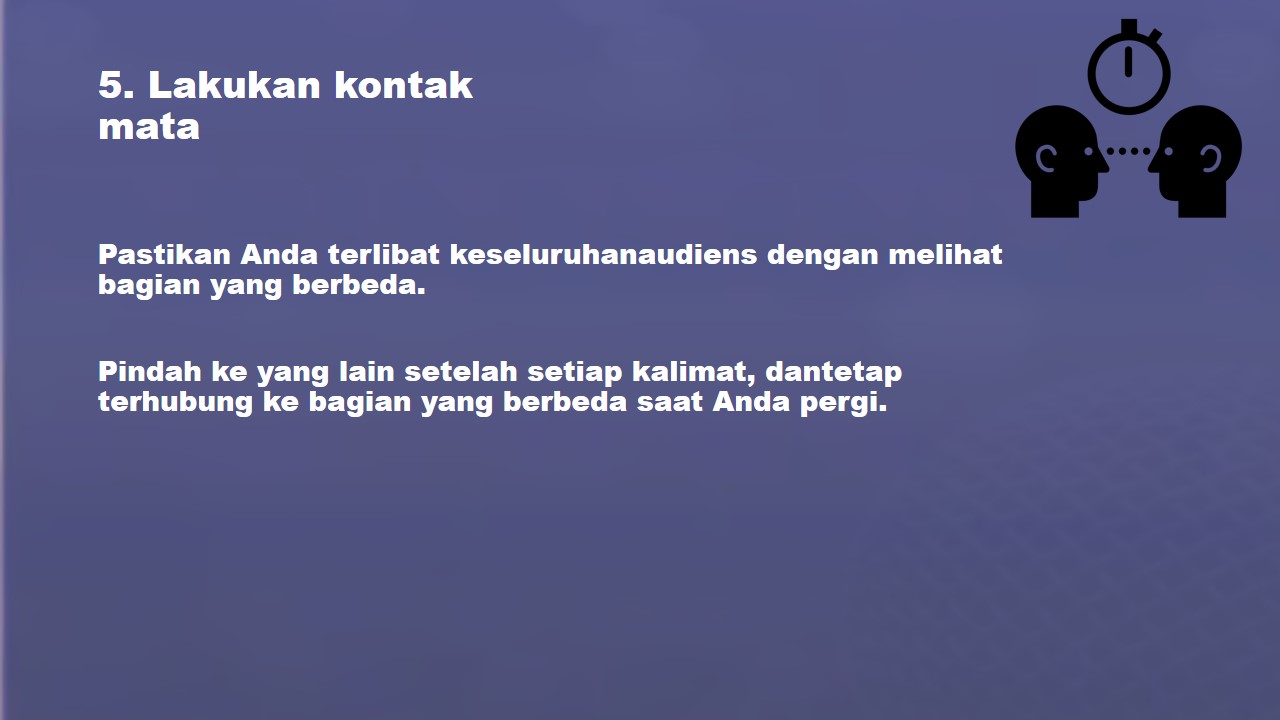 5. Lakukan kontak
mata
Pastikan Anda terlibat keseluruhanaudiens dengan melihat
bagian yang berbeda.
Pindah ke yang lain setelah setiap kalimat, dantetap
terhubung ke bagian yang berbeda saat Anda pergi.